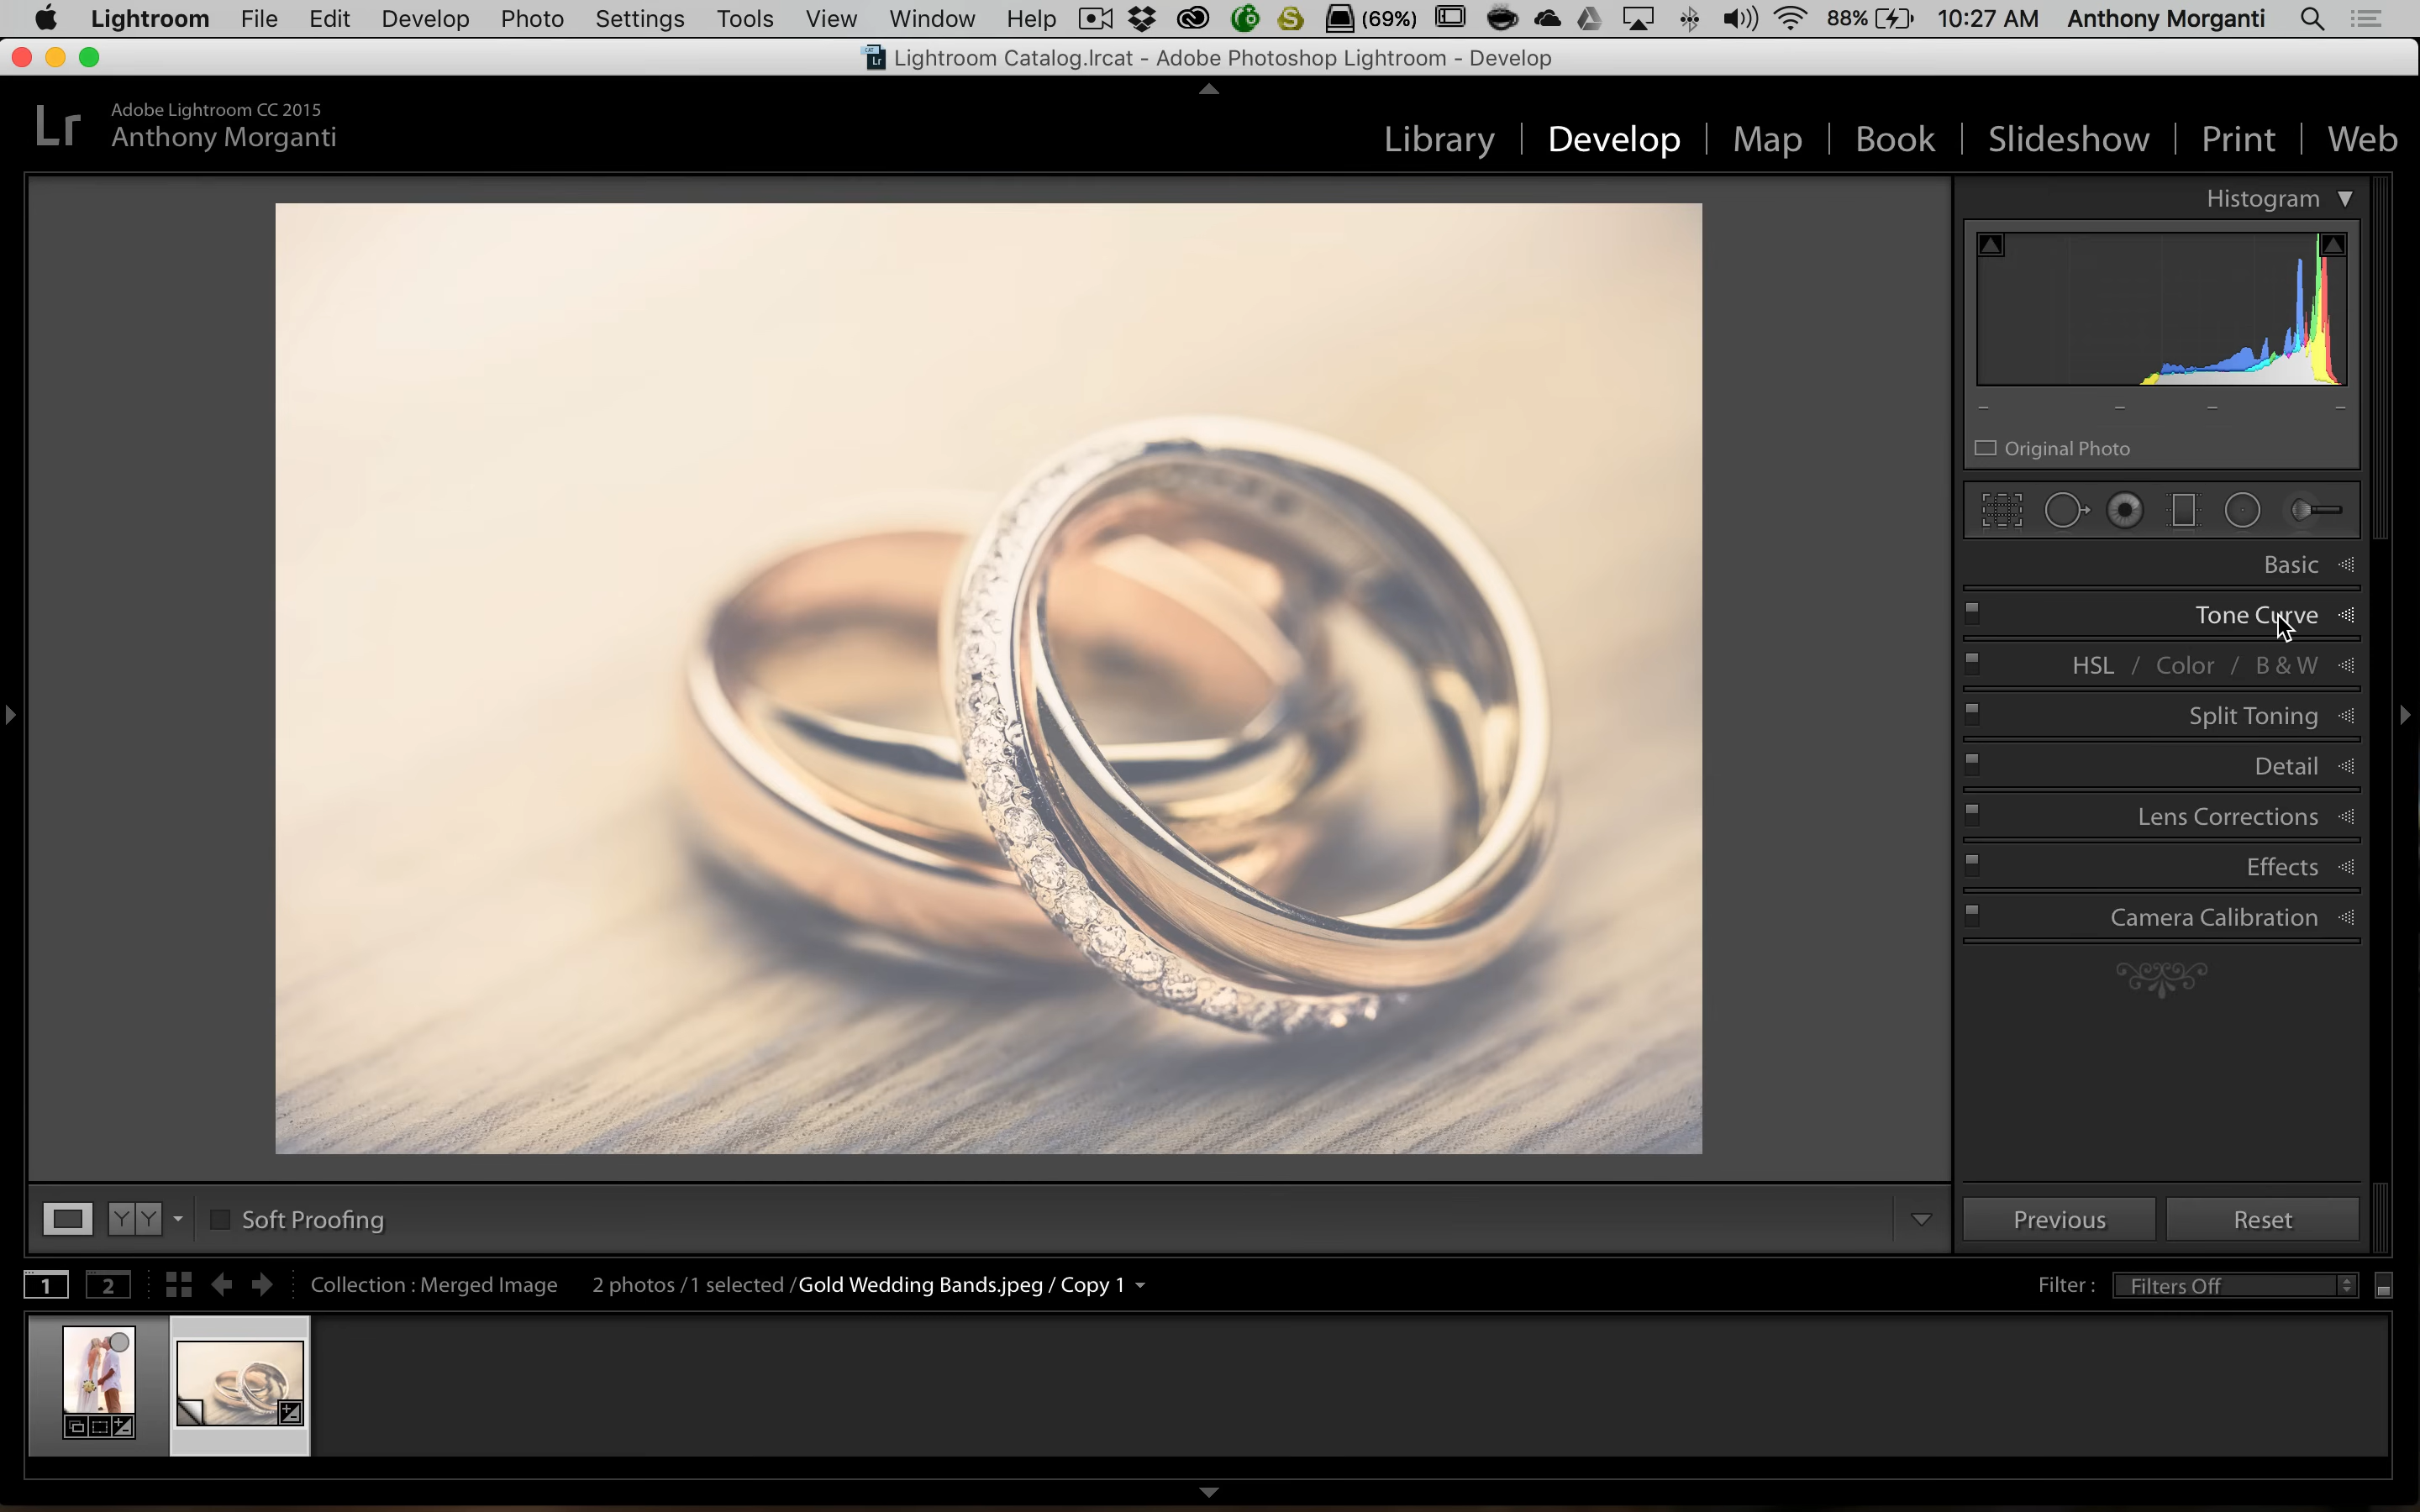 Lightroom File Edit Develop Photo Settings Tools View Window Help (69%) 88% 10:27 AM Anthony Morganti
Lightroom Catalog.lrcat - Adobe Photoshop Lightroom - Develop
Lr
Adobe Lightroom CC 2015
Anthony Morganti
Library | Develop | Map | Book | Slideshow | Print | Web
Histogram
Original Photo
Basic
Tone Curve
HSL / Color / B & W
Split Toning
Detail
Lens Corrections
Effects
Camera Calibration
Y Y Soft Proofing
Previous Reset
1 2 Collection : Merged Image 2 photos / 1 selected / Gold Wedding Bands.jpeg / Copy 1 Filter : Filters Off